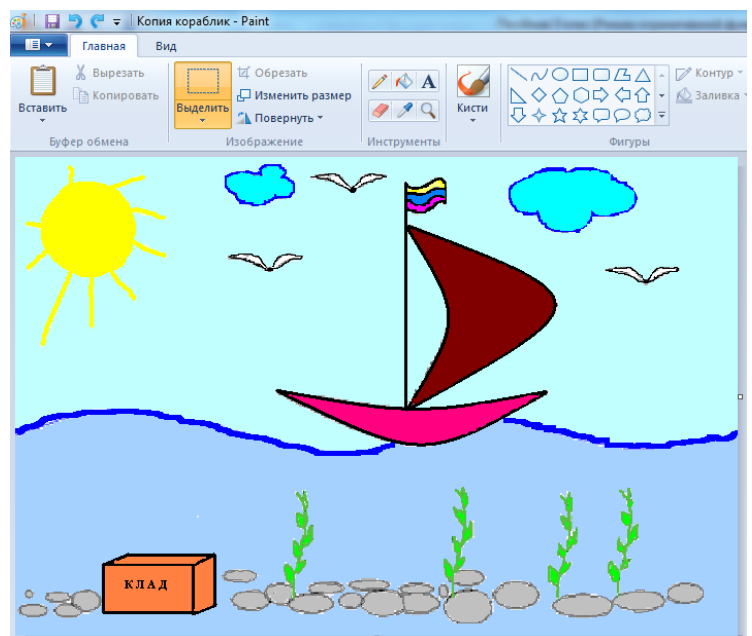 Копия кораблик - Paint
Главная Вид
Вставить
Вырезать
Копировать
Буфер обмена
Выделить
Обрезать
Изменить размер
Повернуть
Изображение
A
Инструменты
Кисти
Контур
Заливка
Фигуры
КЛАД